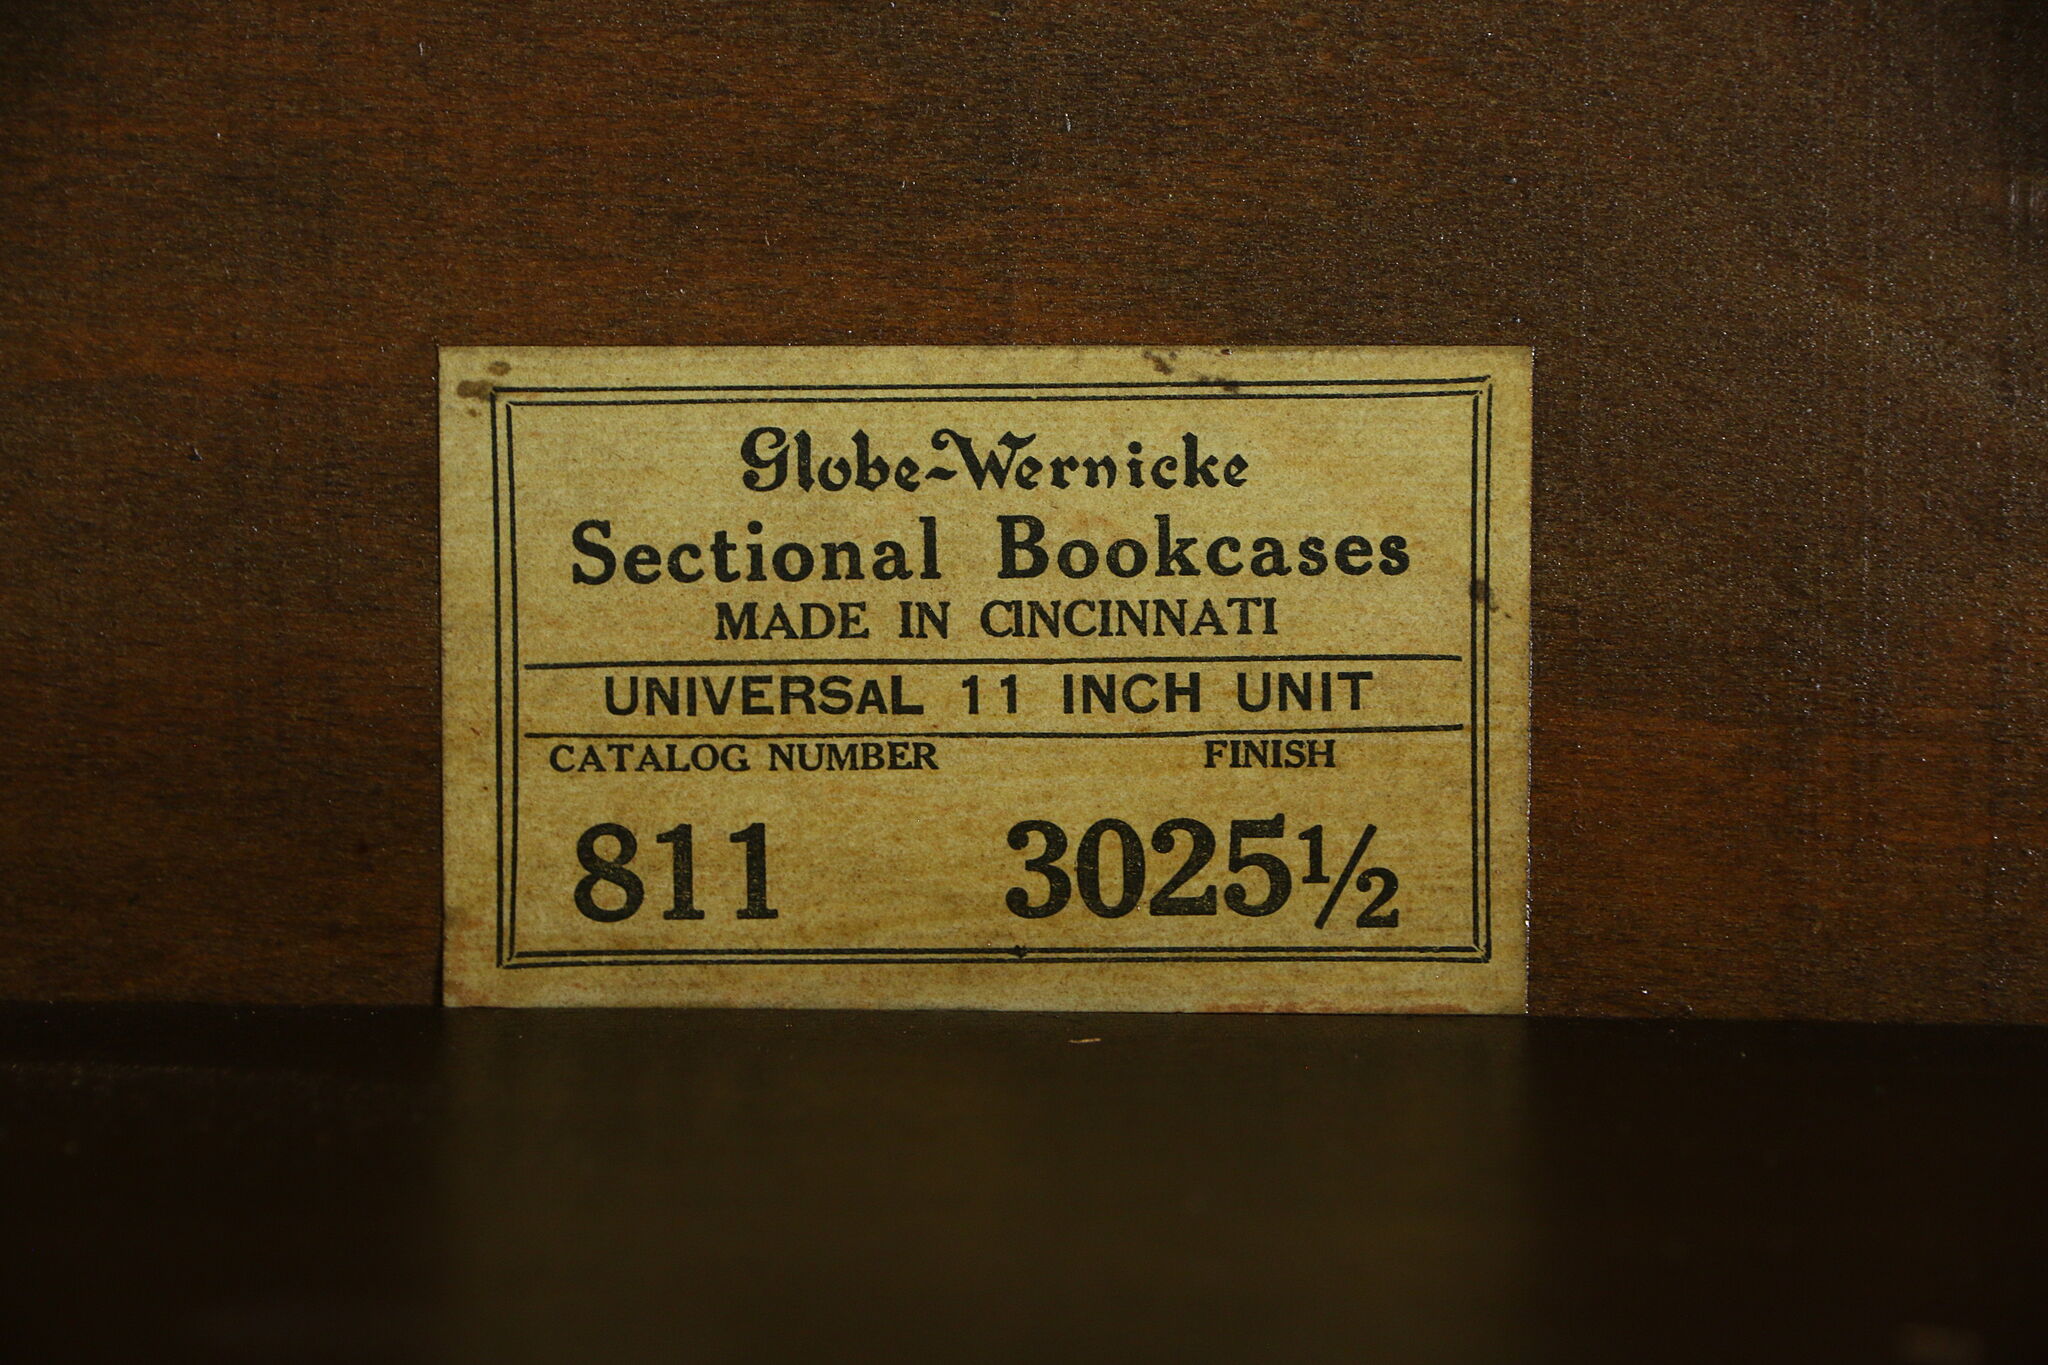 Globe-Wernicke
Sectional Bookcases
MADE IN CINCINNATI
UNIVERSAL 11 INCH UNIT
CATALOG NUMBER FINISH
811 3025½